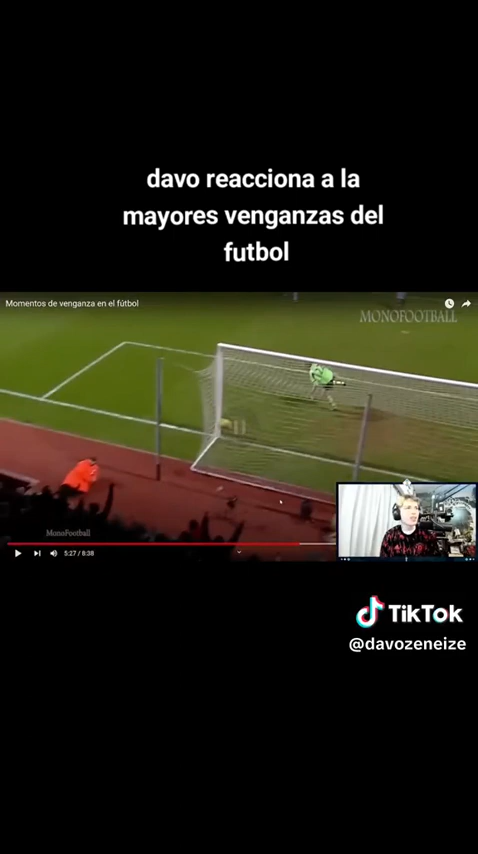 davo reacciona a la
mayores venganzas del
futbol
Momentos de venganza en el fútbol
MONOFOOTBALL
MonoFootball
5:27 / 8:38
TikTok
@davozeneize